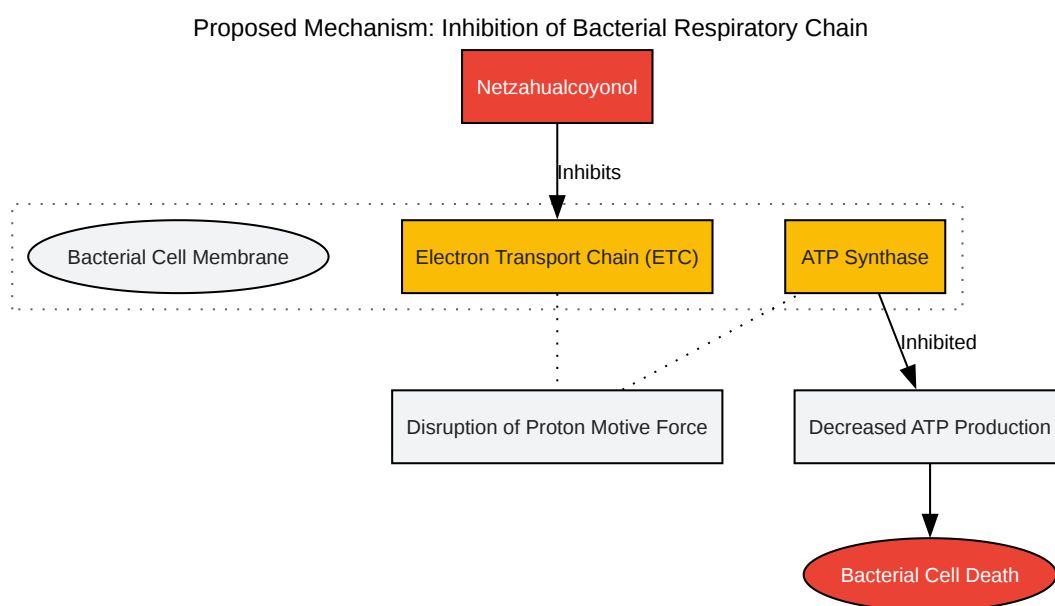 Proposed Mechanism: Inhibition of Bacterial Respiratory Chain
Netzahualcoyonol
Inhibits
Bacterial Cell Membrane
Electron Transport Chain (ETC)
ATP Synthase
Inhibited
Disruption of Proton Motive Force
Decreased ATP Production
Bacterial Cell Death